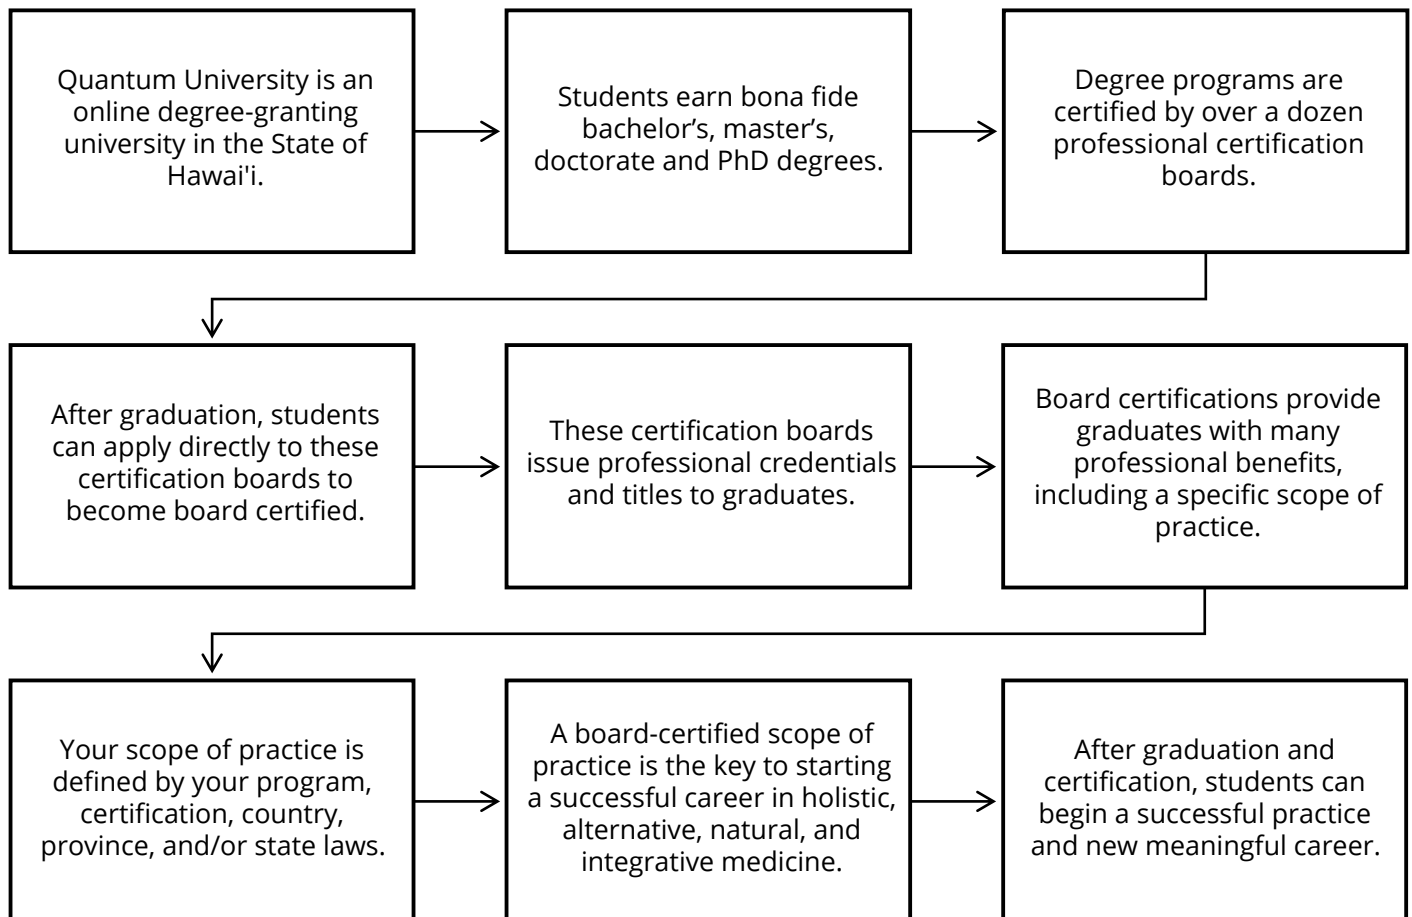 Quantum University is an
online degree-granting
university in the State of
Hawai'i.
Students earn bona fide
bachelor’s, master’s,
doctorate and PhD degrees.
Degree programs are
certified by over a dozen
professional certification
boards.
After graduation, students
can apply directly to these
certification boards to
become board certified.
These certification boards
issue professional credentials
and titles to graduates.
Board certifications provide
graduates with many
professional benefits,
including a specific scope of
practice.
Your scope of practice is
defined by your program,
certification, country,
province, and/or state laws.
A board-certified scope of
practice is the key to starting
a successful career in holistic,
alternative, natural, and
integrative medicine.
After graduation and
certification, students can
begin a successful practice
and new meaningful career.